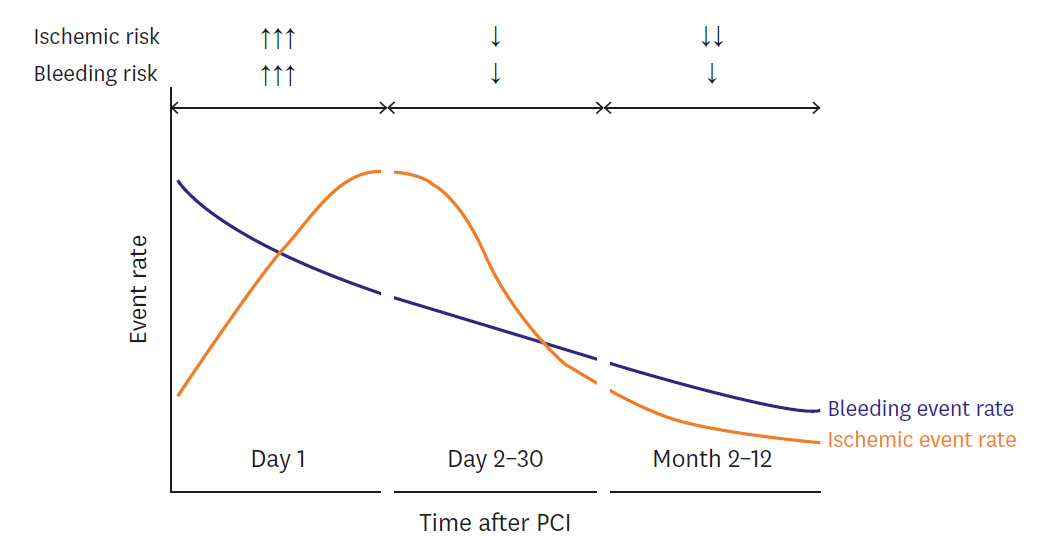 Ischemic risk ↑↑↑ ↓ ↓↓
Bleeding risk ↑↑↑ ↓ ↓
Event rate
Bleeding event rate
Ischemic event rate
Day 1 Day 2–30 Month 2–12
Time after PCI